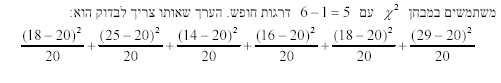 משתמשים במבחן χ² עם 6−1=5 דרגות חופש. הערך שאותו צריך לבדוק הוא:
(18−20)²/20 + (25−20)²/20 + (14−20)²/20 + (16−20)²/20 + (18−20)²/20 + (29−20)²/20